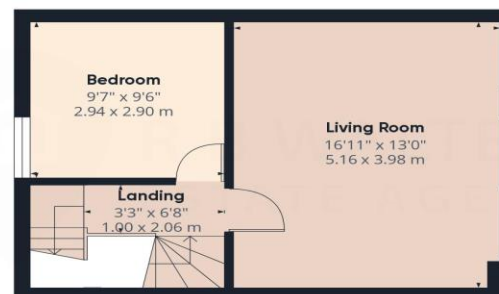 Bedroom
9'7" x 9'6"
2.94 x 2.90 m
Living Room
16'11" x 13'0"
5.16 x 3.98 m
Landing
3'3" x 6'8"
1.00 x 2.06 m